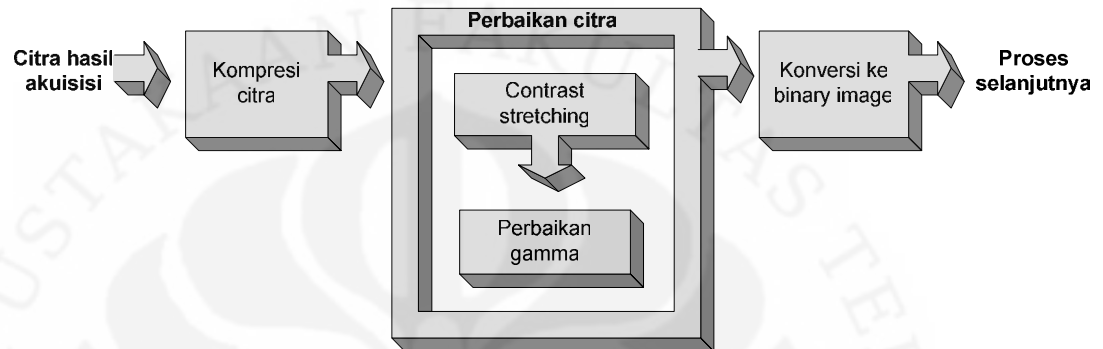 Citra hasil
akuisisi
Kompresi
citra
Perbaikan citra
Contrast
stretching
Perbaikan
gamma
Konversi ke
binary image
Proses
selanjutnya